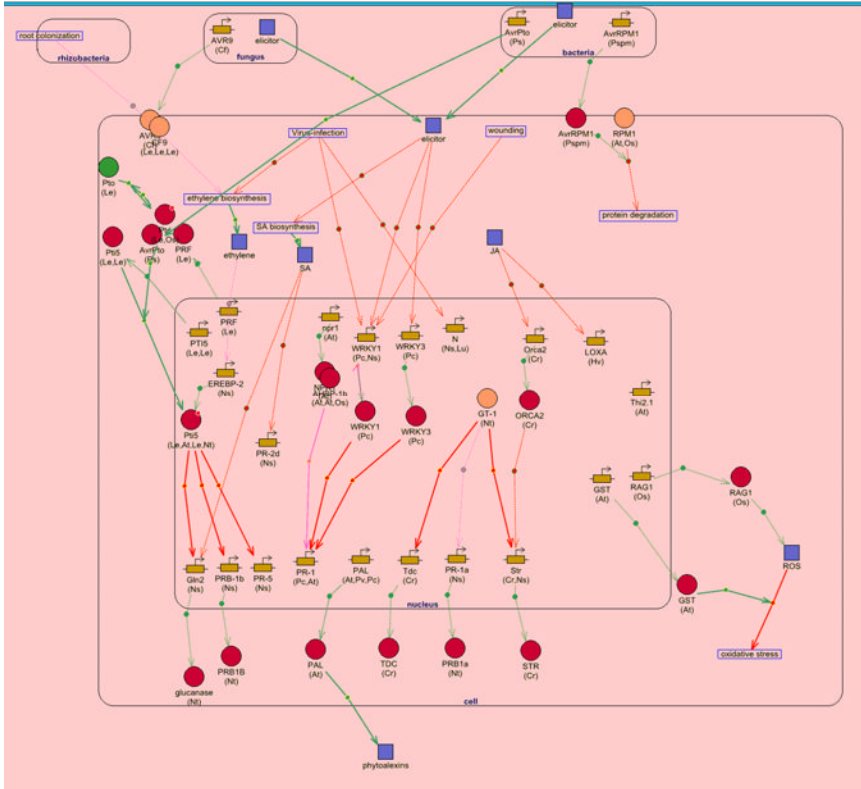 root colonization
rhizobacteria
AVR9
(Cf)
elicitor
fungus
AvrPto
(Ps)
elicitor
AvrRPM1
(Pspm)
bacteria
(Le,Le,Le)
Virus-infection
elicitor
wounding
AvrRPM1
(Pspm)
RPM1
(At,Os)
Pto
(Le)
ethylene biosynthesis
SA biosynthesis
protein degradation
Pti5
(Le,Le)
AvrPto
(Ps)
PRF
(Le)
ethylene
SA
JA
PTI5
(Le,Le)
PRF
(Le)
npr1
(At)
WRKY1
(Pc,Ns)
WRKY3
(Pc)
N
(Ns,Lu)
Orca2
(Cr)
LOXA
(Hv)
EREBP-2
(Ns)
(At,At,Os)
GT-1
(Nt)
ORCA2
(Cr)
Thi2.1
(At)
Pti5
(Le,At,Le,Nt)
PR-2d
(Ns)
WRKY1
(Pc)
WRKY3
(Pc)
GST
(At)
RAG1
(Os)
RAG1
(Os)
Gln2
(Ns)
PRB-1b
(Ns)
PR-5
(Ns)
PR-1
(Pc,At)
PAL
(At,Pv,Pc)
Tdc
(Cr)
PR-1a
(Ns)
Str
(Cr,Ns)
ROS
nucleus
GST
(At)
oxidative stress
glucanase
(Nt)
PRB1B
(Nt)
PAL
(At)
TDC
(Cr)
PRB1a
(Nt)
STR
(Cr)
cell
phytoalexins